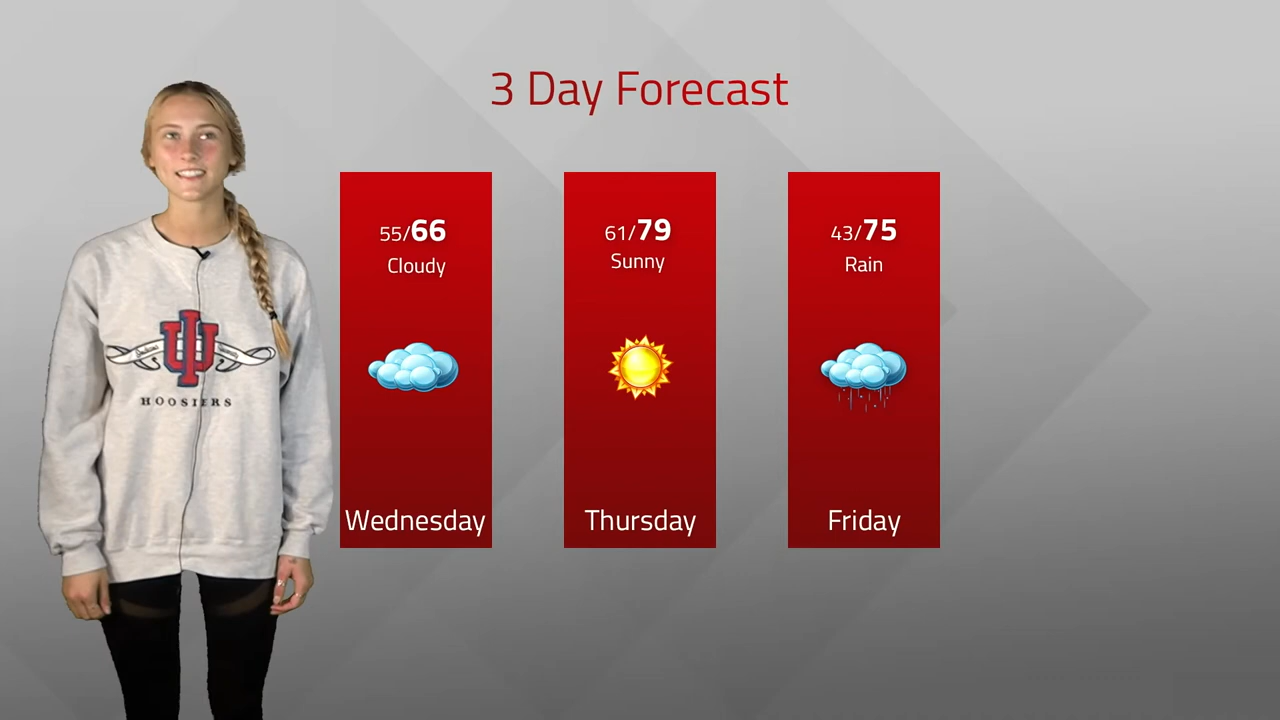 3 Day Forecast
55/66
Cloudy
Wednesday
61/79
Sunny
Thursday
43/75
Rain
Friday
IU
HOOSIERS